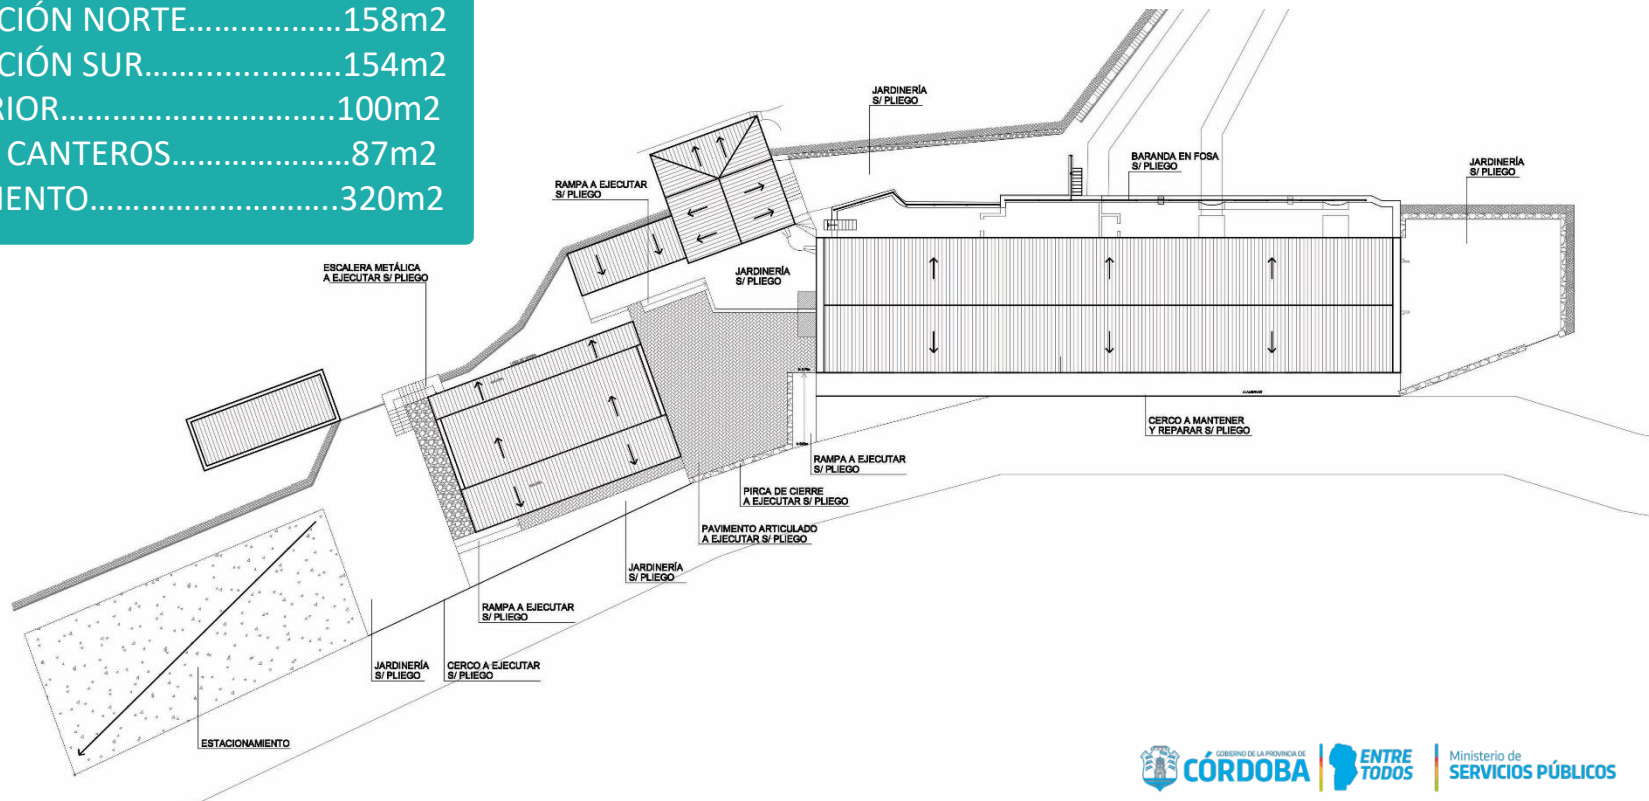 CIÓN NORTE……………..158m2
CIÓN SUR……..................154m2
RIOR………………………….100m2
CANTEROS…………………87m2
IENTO………………………..320m2
JARDINERÍA
S/ PLIEGO
BARANDA EN FOSA
S/ PLIEGO
JARDINERÍA
S/ PLIEGO
RAMPA A EJECUTAR
S/ PLIEGO
ESCALERA METÁLICA
A EJECUTAR S/ PLIEGO
JARDINERÍA
S/ PLIEGO
CERCO A MANTENER
Y REPARAR S/ PLIEGO
RAMPA A EJECUTAR
S/ PLIEGO
PIRCA DE CIERRE
A EJECUTAR S/ PLIEGO
PAVIMENTO ARTICULADO
A EJECUTAR S/ PLIEGO
JARDINERÍA
S/ PLIEGO
RAMPA A EJECUTAR
S/ PLIEGO
JARDINERÍA
S/ PLIEGO
CERCO A EJECUTAR
S/ PLIEGO
ESTACIONAMIENTO
GOBIERNO DE LA PROVINCIA DE
CÓRDOBA
ENTRE
TODOS
Ministerio de
SERVICIOS PÚBLICOS